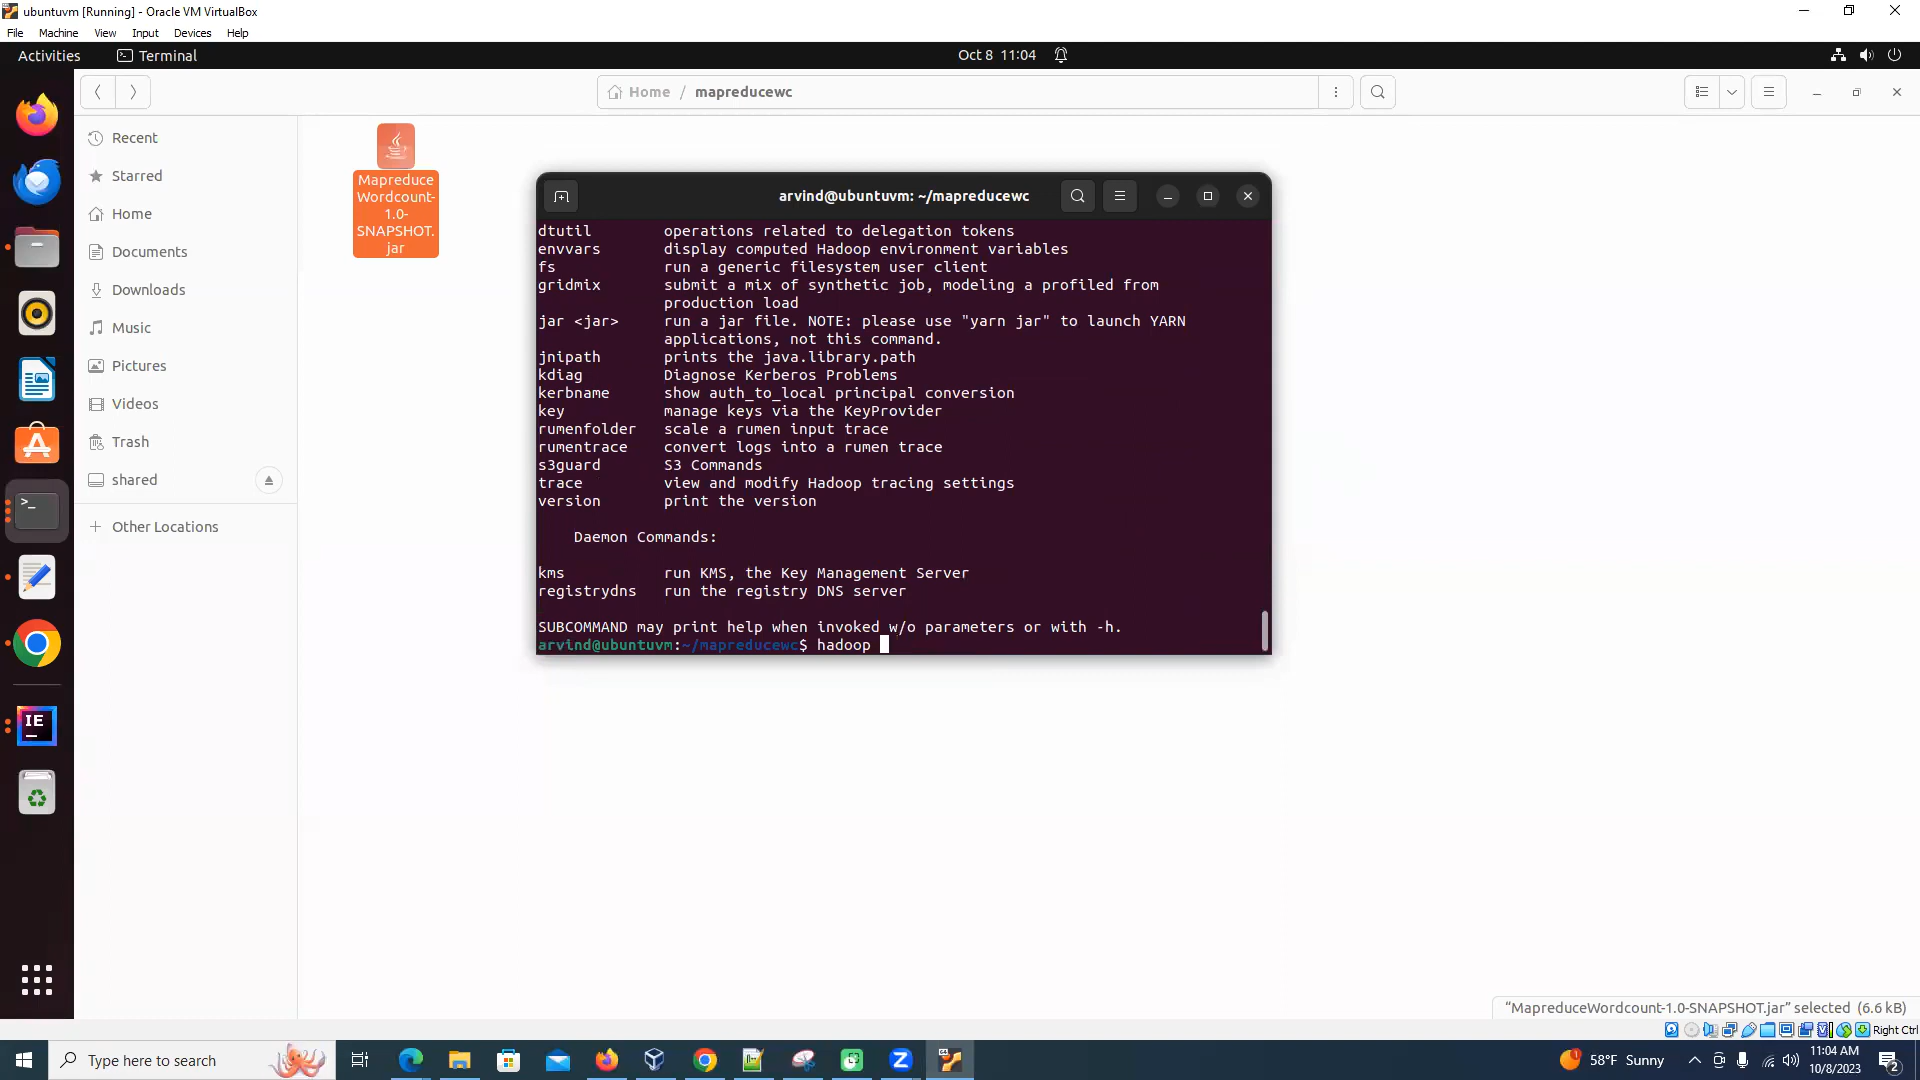 ubuntuvm [Running] - Oracle VM VirtualBox
File Machine View Input Devices Help
Activities Terminal Oct 8 11:04
Home / mapreducewc
Recent
Starred
Home
Documents
Downloads
Music
Pictures
Videos
Trash
shared
Other Locations
Mapreduce
Wordcount-
1.0-
SNAPSHOT.
jar
arvind@ubuntuvm: ~/mapreducewc
dtutil operations related to delegation tokens
envvars display computed Hadoop environment variables
fs run a generic filesystem user client
gridmix submit a mix of synthetic job, modeling a profiled from
production load
jar <jar> run a jar file. NOTE: please use "yarn jar" to launch YARN
applications, not this command.
jnipath prints the java.library.path
kdiag Diagnose Kerberos Problems
kerbname show auth_to_local principal conversion
key manage keys via the KeyProvider
rumenfolder scale a rumen input trace
rumentrace convert logs into a rumen trace
s3guard S3 Commands
trace view and modify Hadoop tracing settings
version print the version
Daemon Commands:
kms run KMS, the Key Management Server
registrydns run the registry DNS server
SUBCOMMAND may print help when invoked w/o parameters or with -h.
arvind@ubuntuvm:~/mapreducewc$ hadoop
IE
"MapreduceWordcount-1.0-SNAPSHOT.jar" selected (6.6 kB)
Right Ctrl
Type here to search
1 58°F Sunny
11:04 AM
10/8/2023
2